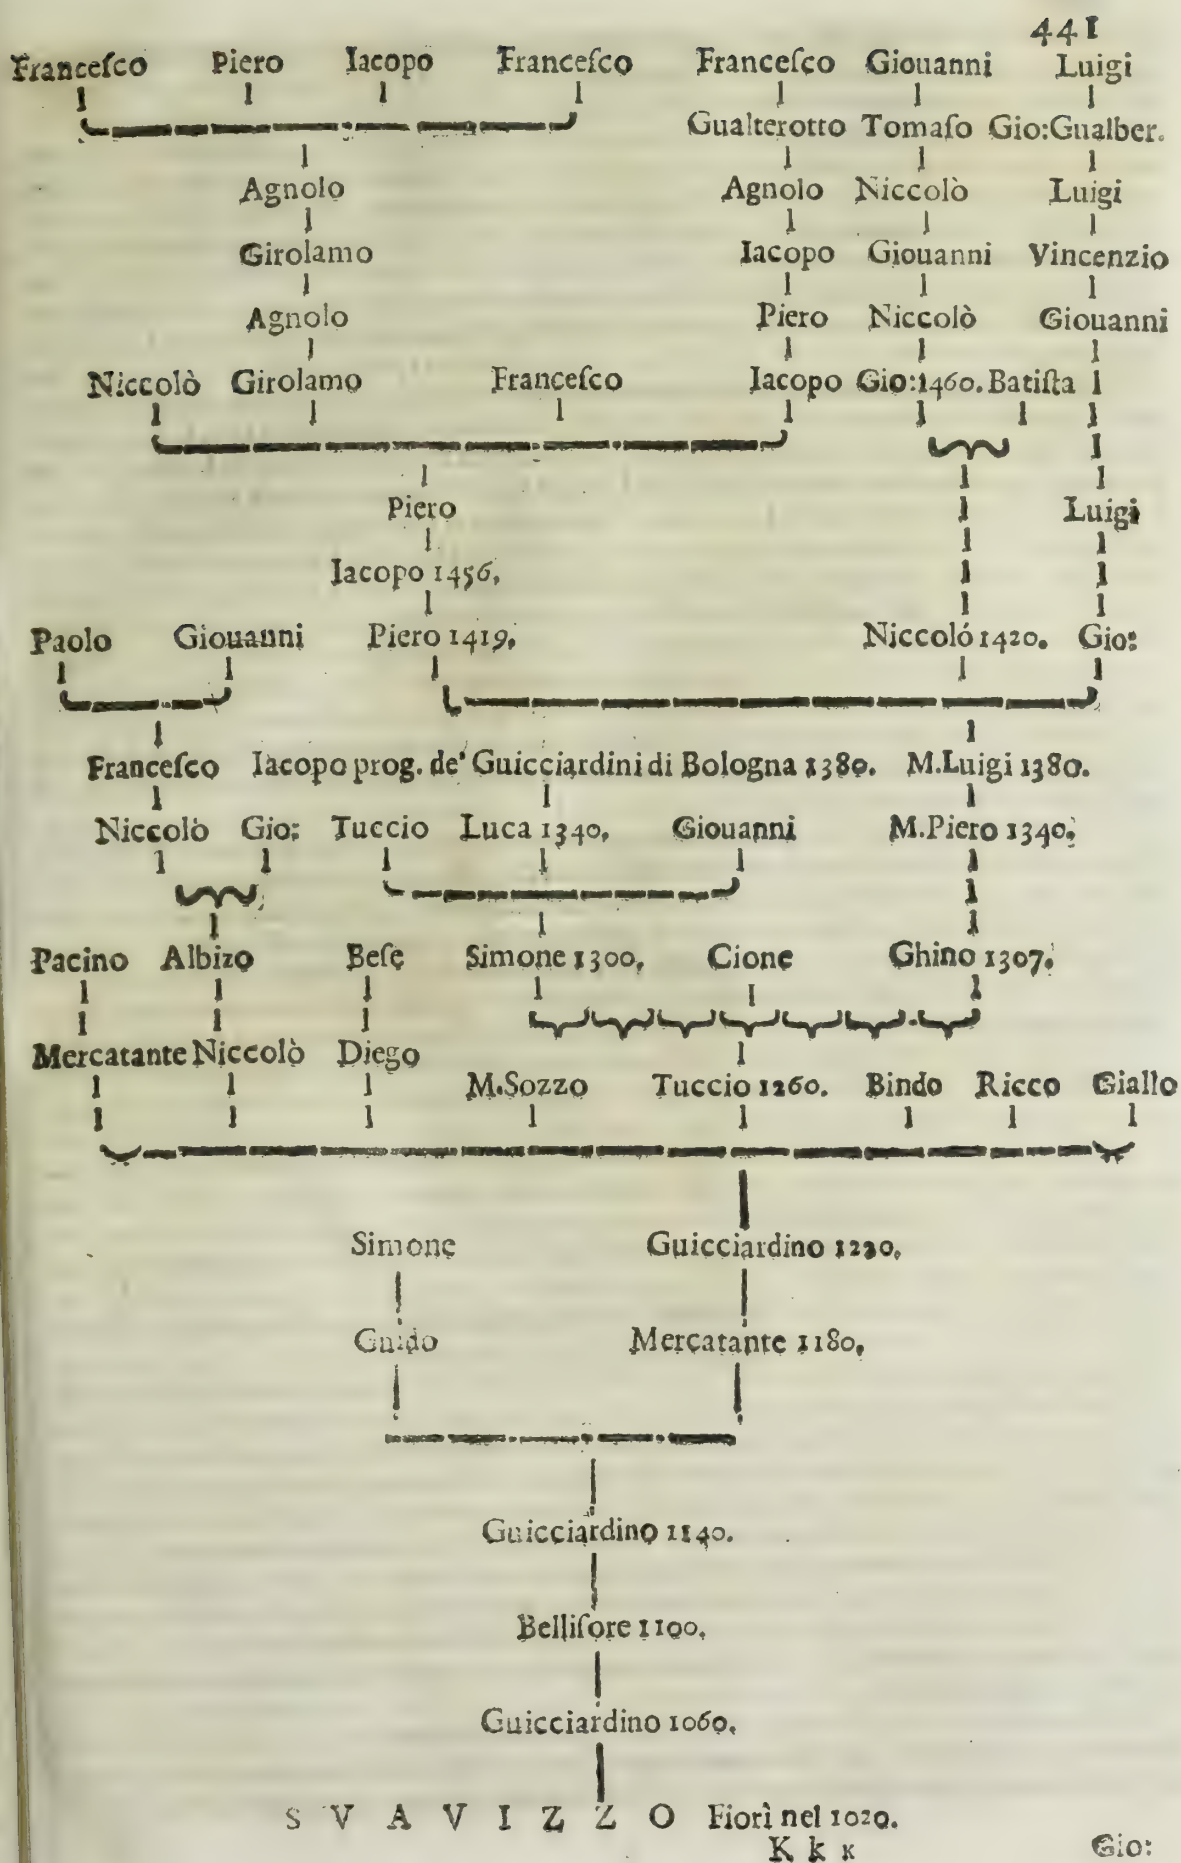 441
Franceſco Piero Iacopo Franceſco Franceſco Giouanni Luigi
Gualterotto Tomaſo Gio:Gualber.
Agnolo Agnolo Niccolò Luigi
Girolamo Iacopo Giouanni Vincenzio
Agnolo Piero Niccolò Giouanni
Niccolò Girolamo Franceſco Iacopo Gio:1460. Batiſta
Piero Luigi
Iacopo 1456.
Paolo Giouanni Piero 1419. Niccoló 1420. Gio:
Franceſco Iacopo prog. de' Guicciardini di Bologna 1380. M.Luigi 1380.
Niccolò Gio: Tuccio Luca 1340. Giouanni M.Piero 1340.
Pacino Albizo Beſe Simone 1300. Cione Ghino 1307.
Mercatante Niccolò Diego
M.Sozzo Tuccio 1260. Bindo Ricco Giallo
Simone Guicciardino 1220.
Guido Mercatante 1180.
Guicciardino 1140.
Belliſore 1100.
Guicciardino 1060.
SVAVIZZO Fiorì nel 1020.
K k k Gio: